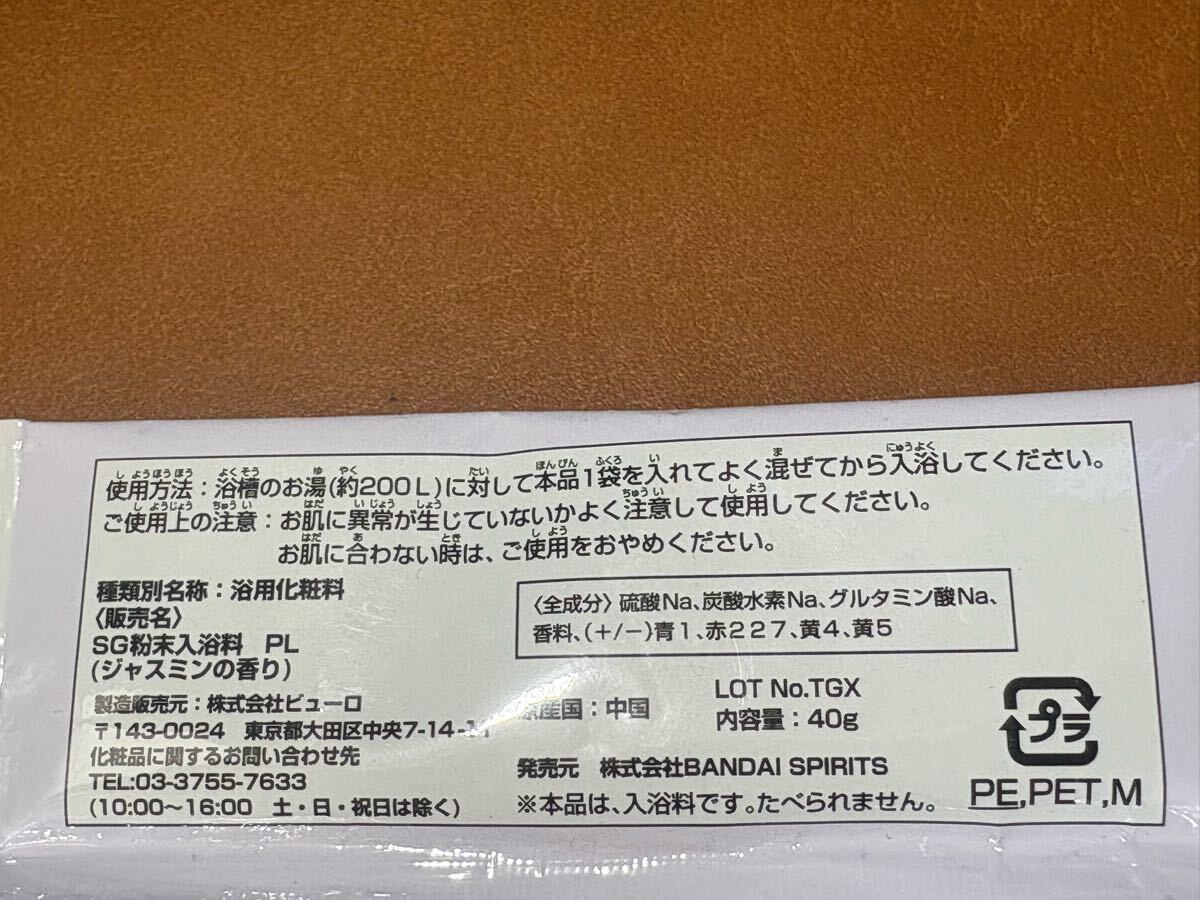 使用方法：浴槽のお湯(約200L)に対して本品1袋を入れてよく混ぜてから入浴してください。
ご使用上の注意：お肌に異常が生じていないかよく注意して使用してください。
お肌に合わない時は、ご使用をおやめください。
種類別名称：浴用化粧料
〈販売名〉
SG粉末入浴料 PL
(ジャスミンの香り)
製造販売元：株式会社ビューロ
〒143-0024 東京都大田区中央7-14-
化粧品に関するお問い合わせ先
TEL:03-3755-7633
(10:00〜16:00 土・日・祝日は除く)
〈全成分〉硫酸Na、炭酸水素Na、グルタミン酸Na、
香料、(+/−)青1、赤227、黄4、黄5
原産国：中国
LOT No.TGX
内容量：40g
発売元 株式会社BANDAI SPIRITS
※本品は、入浴料です。たべられません。
プラ
PE,PET,M